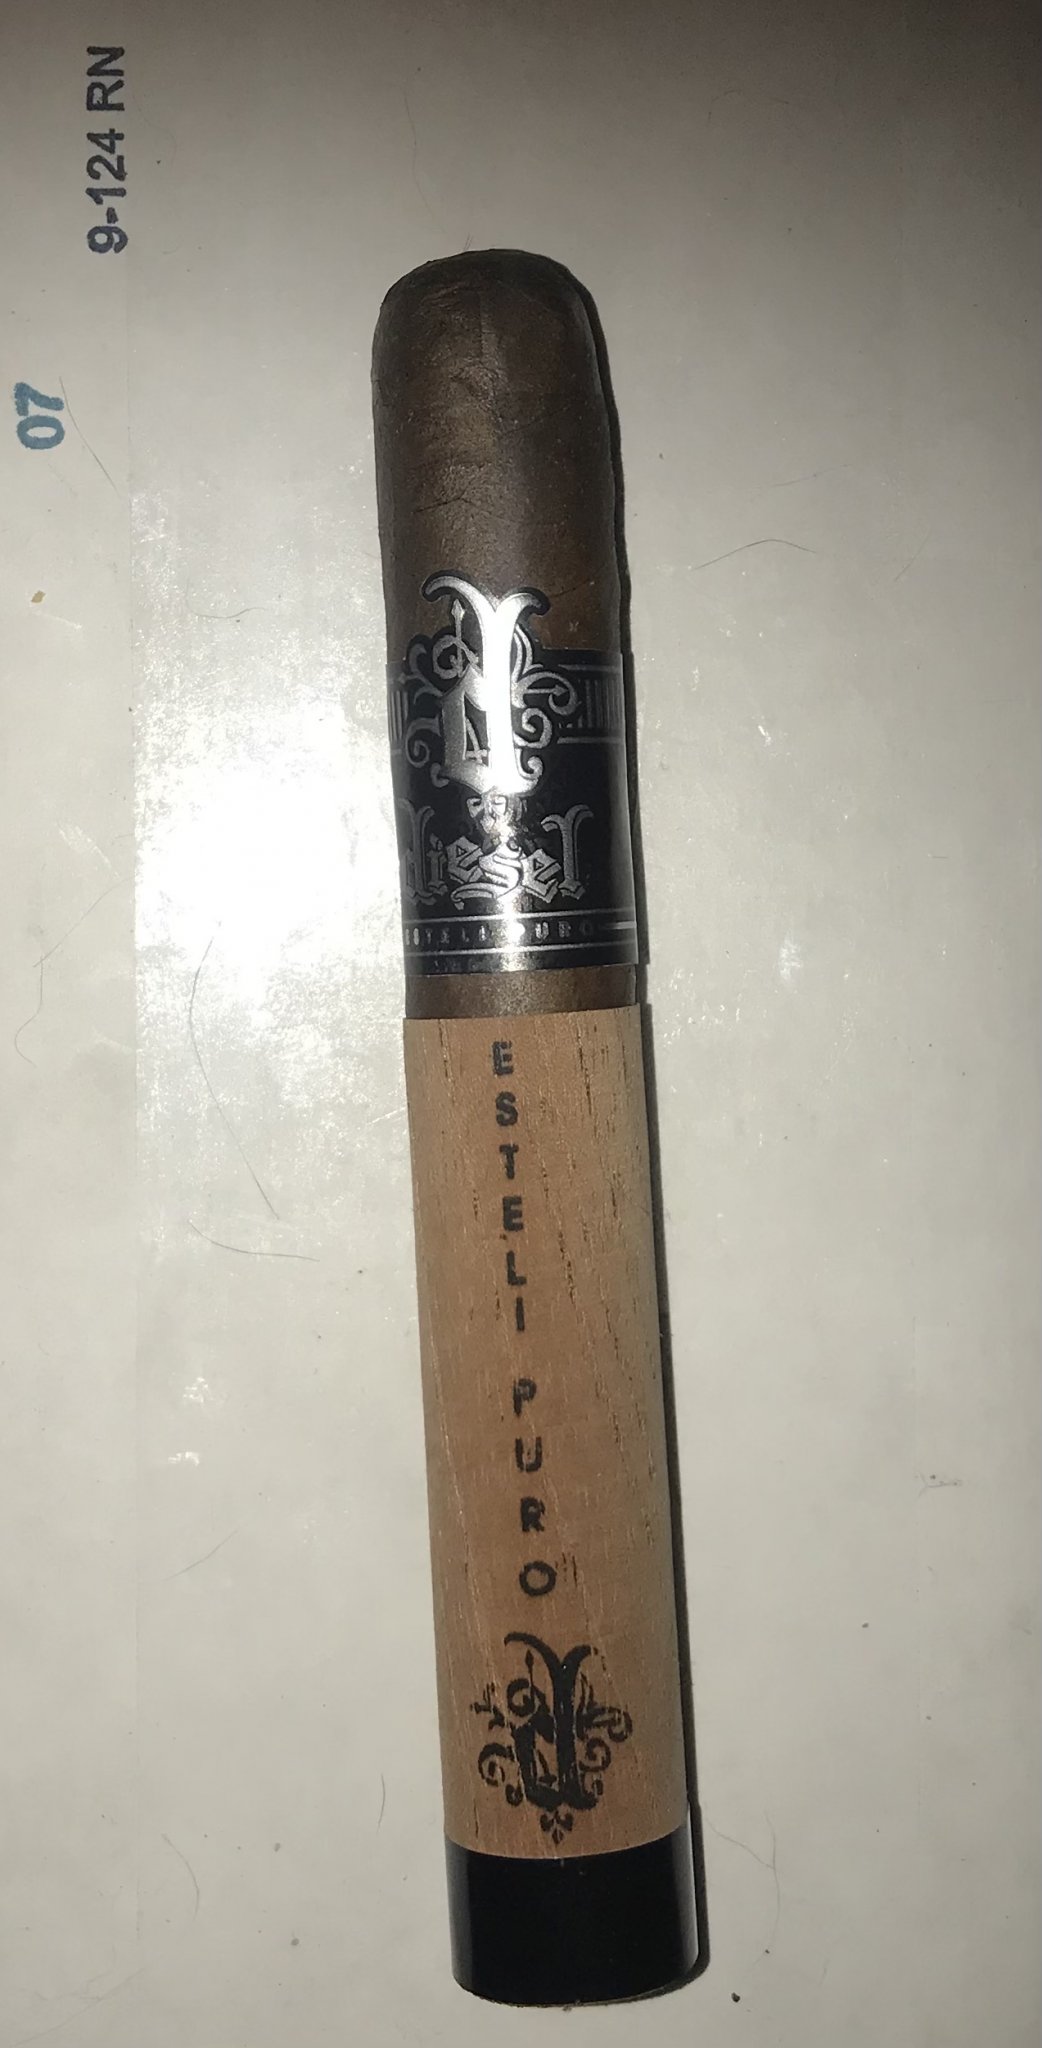 9-124 RN
07
d
diesel
ESTELI PURO
ESTELI PURO
d